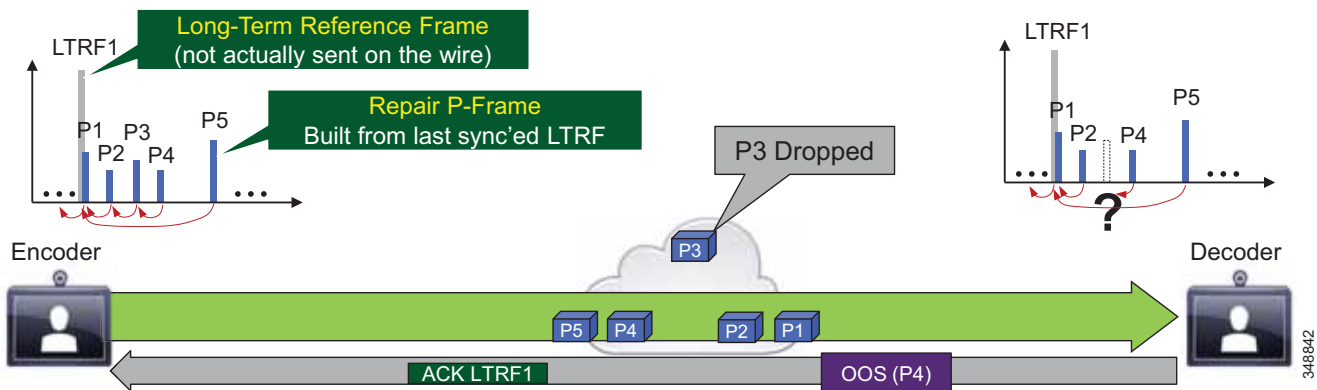 Long-Term Reference Frame
(not actually sent on the wire)
LTRF1
Repair P-Frame
Built from last sync'ed LTRF
P1
P2
P3
P4
P5
• • •
• • •
P3 Dropped
LTRF1
P1
P2
P4
P5
• • •
• • •
?
Encoder
Decoder
P3
P5
P4
P2
P1
ACK LTRF1
OOS (P4)
348842